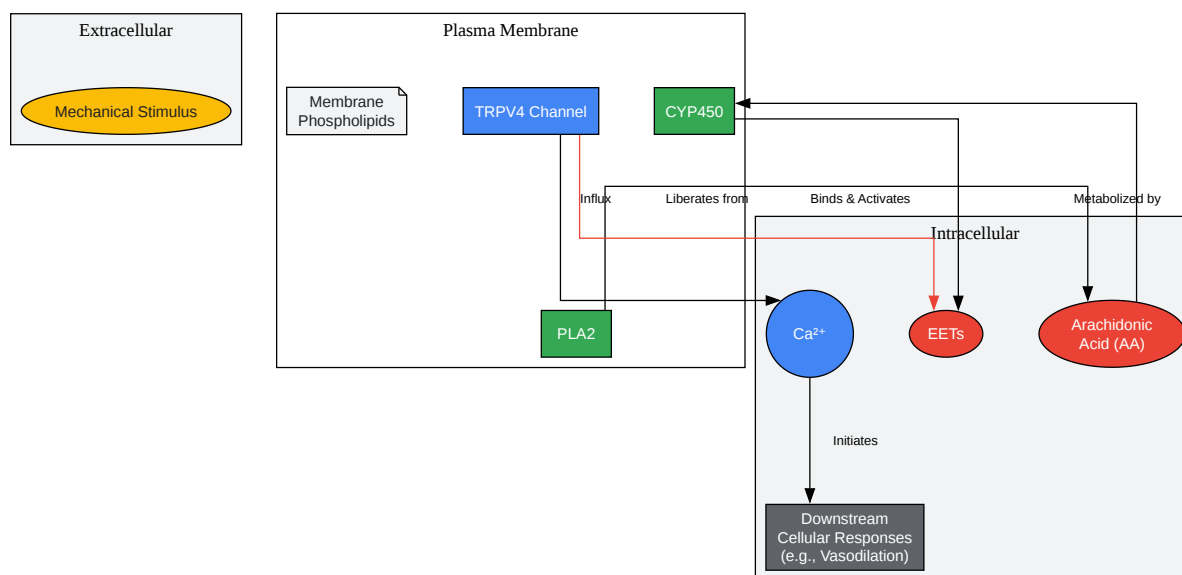 Extracellular
Mechanical Stimulus
Plasma Membrane
Membrane
Phospholipids
TRPV4 Channel
CYP450
Influx
Liberates from
Binds & Activates
Metabolized by
Intracellular
PLA2
Ca²⁺
EETs
Arachidonic
Acid (AA)
Initiates
Downstream
Cellular Responses
(e.g., Vasodilation)